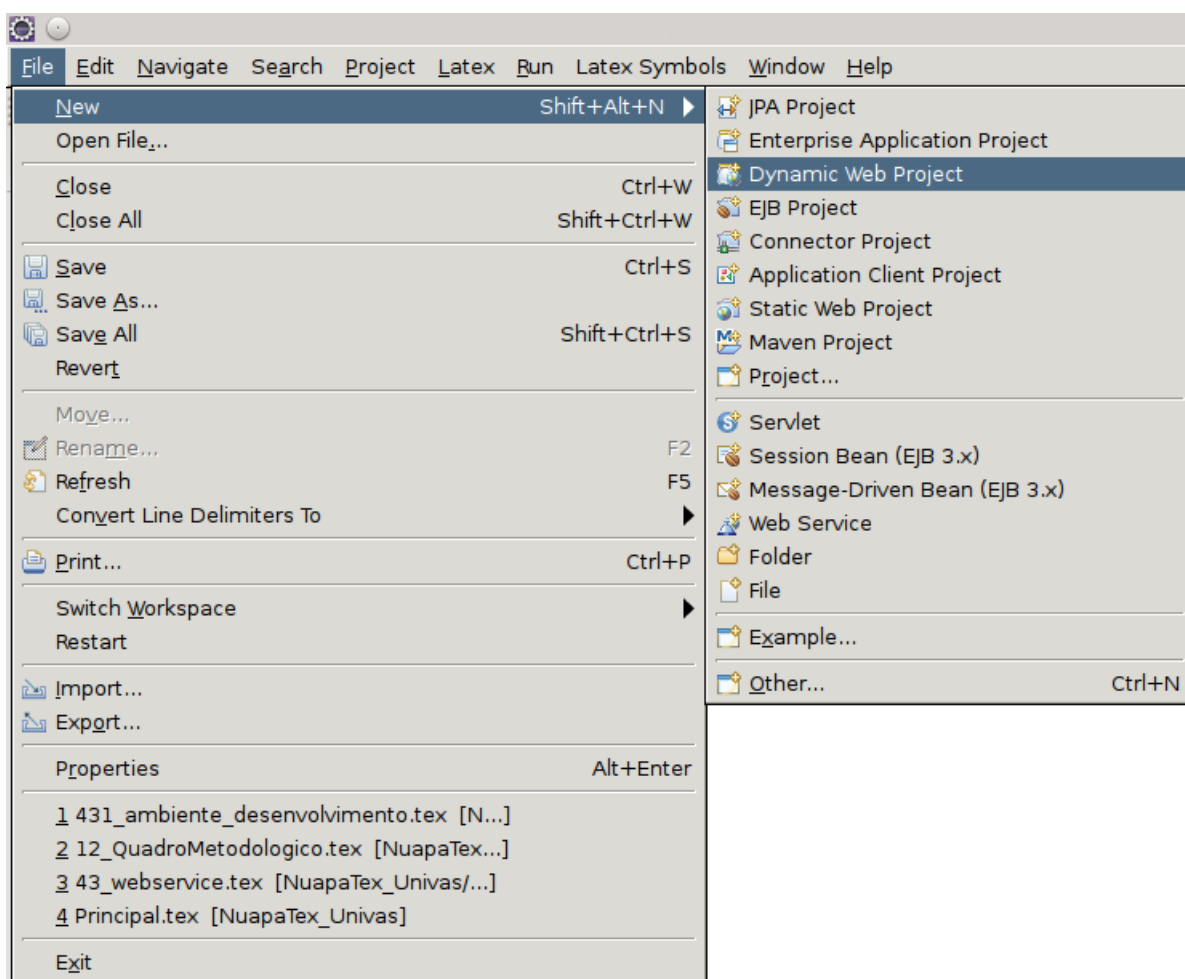 File Edit Navigate Search Project Latex Run Latex Symbols Window Help
New Shift+Alt+N
Open File...
Close Ctrl+W
Close All Shift+Ctrl+W
Save Ctrl+S
Save As...
Save All Shift+Ctrl+S
Revert
Move...
Rename... F2
Refresh F5
Convert Line Delimiters To
Print... Ctrl+P
Switch Workspace
Restart
Import...
Export...
Properties Alt+Enter
1 431_ambiente_desenvolvimento.tex [N...]
2 12_QuadroMetodologico.tex [NuapaTex...]
3 43_webservice.tex [NuapaTex_Univas/...]
4 Principal.tex [NuapaTex_Univas]
Exit
JPA Project
Enterprise Application Project
Dynamic Web Project
EJB Project
Connector Project
Application Client Project
Static Web Project
Maven Project
Project...
Servlet
Session Bean (EJB 3.x)
Message-Driven Bean (EJB 3.x)
Web Service
Folder
File
Example...
Other... Ctrl+N